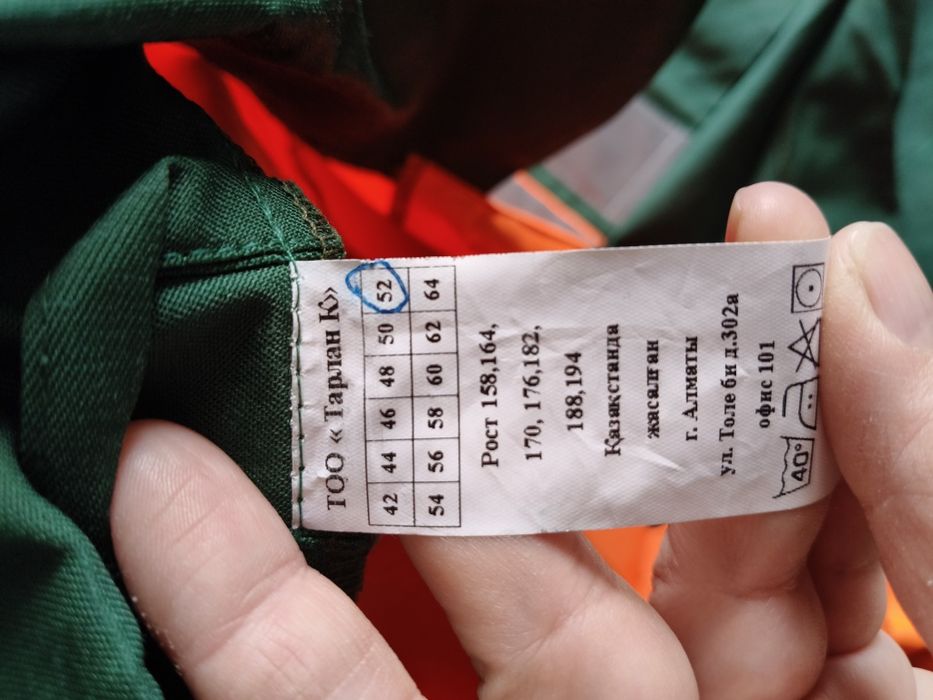 ТОО « Тарлан К»
42 44 46 48 50 52
54 56 58 60 62 64
Рост 158,164,
170, 176,182,
188,194
Қазақстанда
жасалған
г. Алматы
ул. Толе би д.302а
офис 101
40°